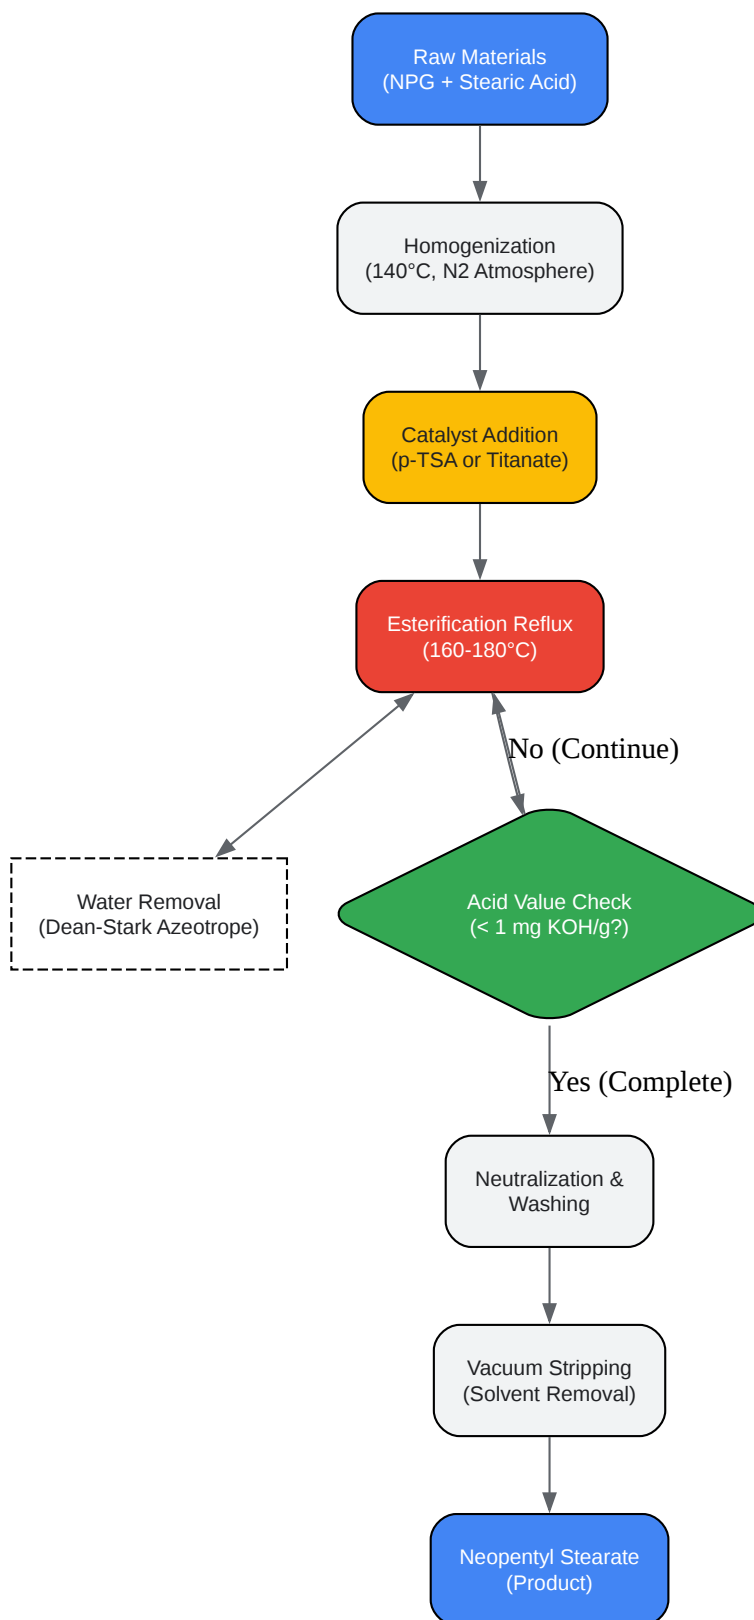 Raw Materials
(NPG + Stearic Acid)
Homogenization
(140°C, N2 Atmosphere)
Catalyst Addition
(p-TSA or Titanate)
Esterification Reflux
(160-180°C)
No (Continue)
Water Removal
(Dean-Stark Azeotrope)
Acid Value Check
(< 1 mg KOH/g?)
Yes (Complete)
Neutralization &
Washing
Vacuum Stripping
(Solvent Removal)
Neopentyl Stearate
(Product)